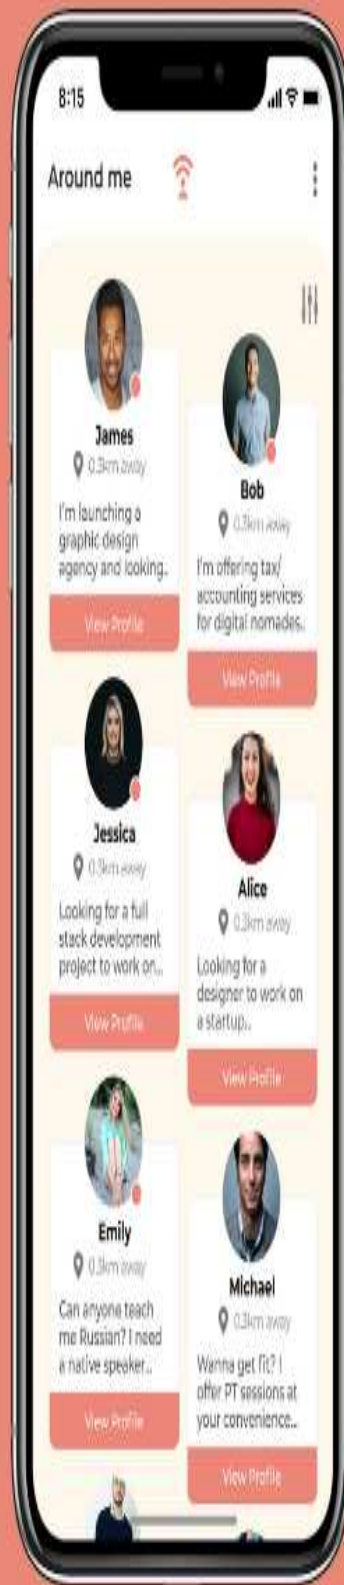 8:15
Around me
James
0.3km away
I'm launching a
graphic design
agency and looking..
View Profile
Bob
0.3km away
I'm offering tax/
accounting services
for digital nomades..
View Profile
Jessica
0.3km away
Looking for a full
stack development
project to work on...
View Profile
Alice
0.3km away
Looking for a
designer to work on
a startup..
View Profile
Emily
0.3km away
Can anyone teach
me Russian? I need
a native speaker...
View Profile
Michael
0.3km away
Wanna get fit? I
offer PT sessions at
your convenience...
View Profile